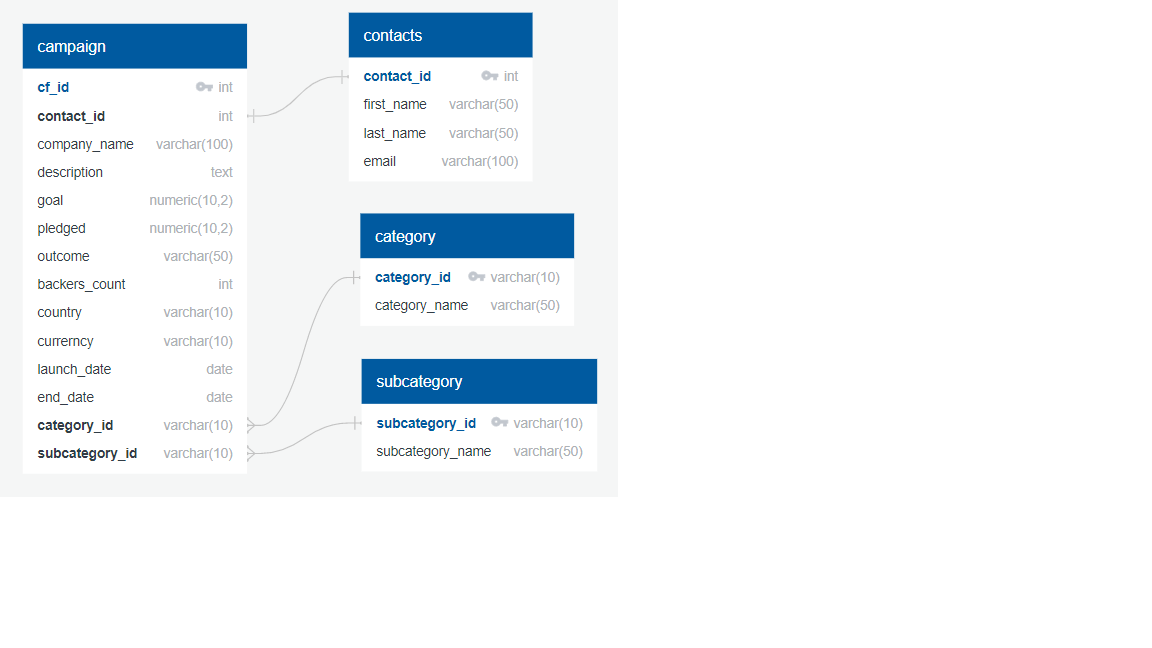 campaign
cf_id int
contact_id int
company_name varchar(100)
description text
goal numeric(10,2)
pledged numeric(10,2)
outcome varchar(50)
backers_count int
country varchar(10)
currerncy varchar(10)
launch_date date
end_date date
category_id varchar(10)
subcategory_id varchar(10)
contacts
contact_id int
first_name varchar(50)
last_name varchar(50)
email varchar(100)
category
category_id varchar(10)
category_name varchar(50)
subcategory
subcategory_id varchar(10)
subcategory_name varchar(50)